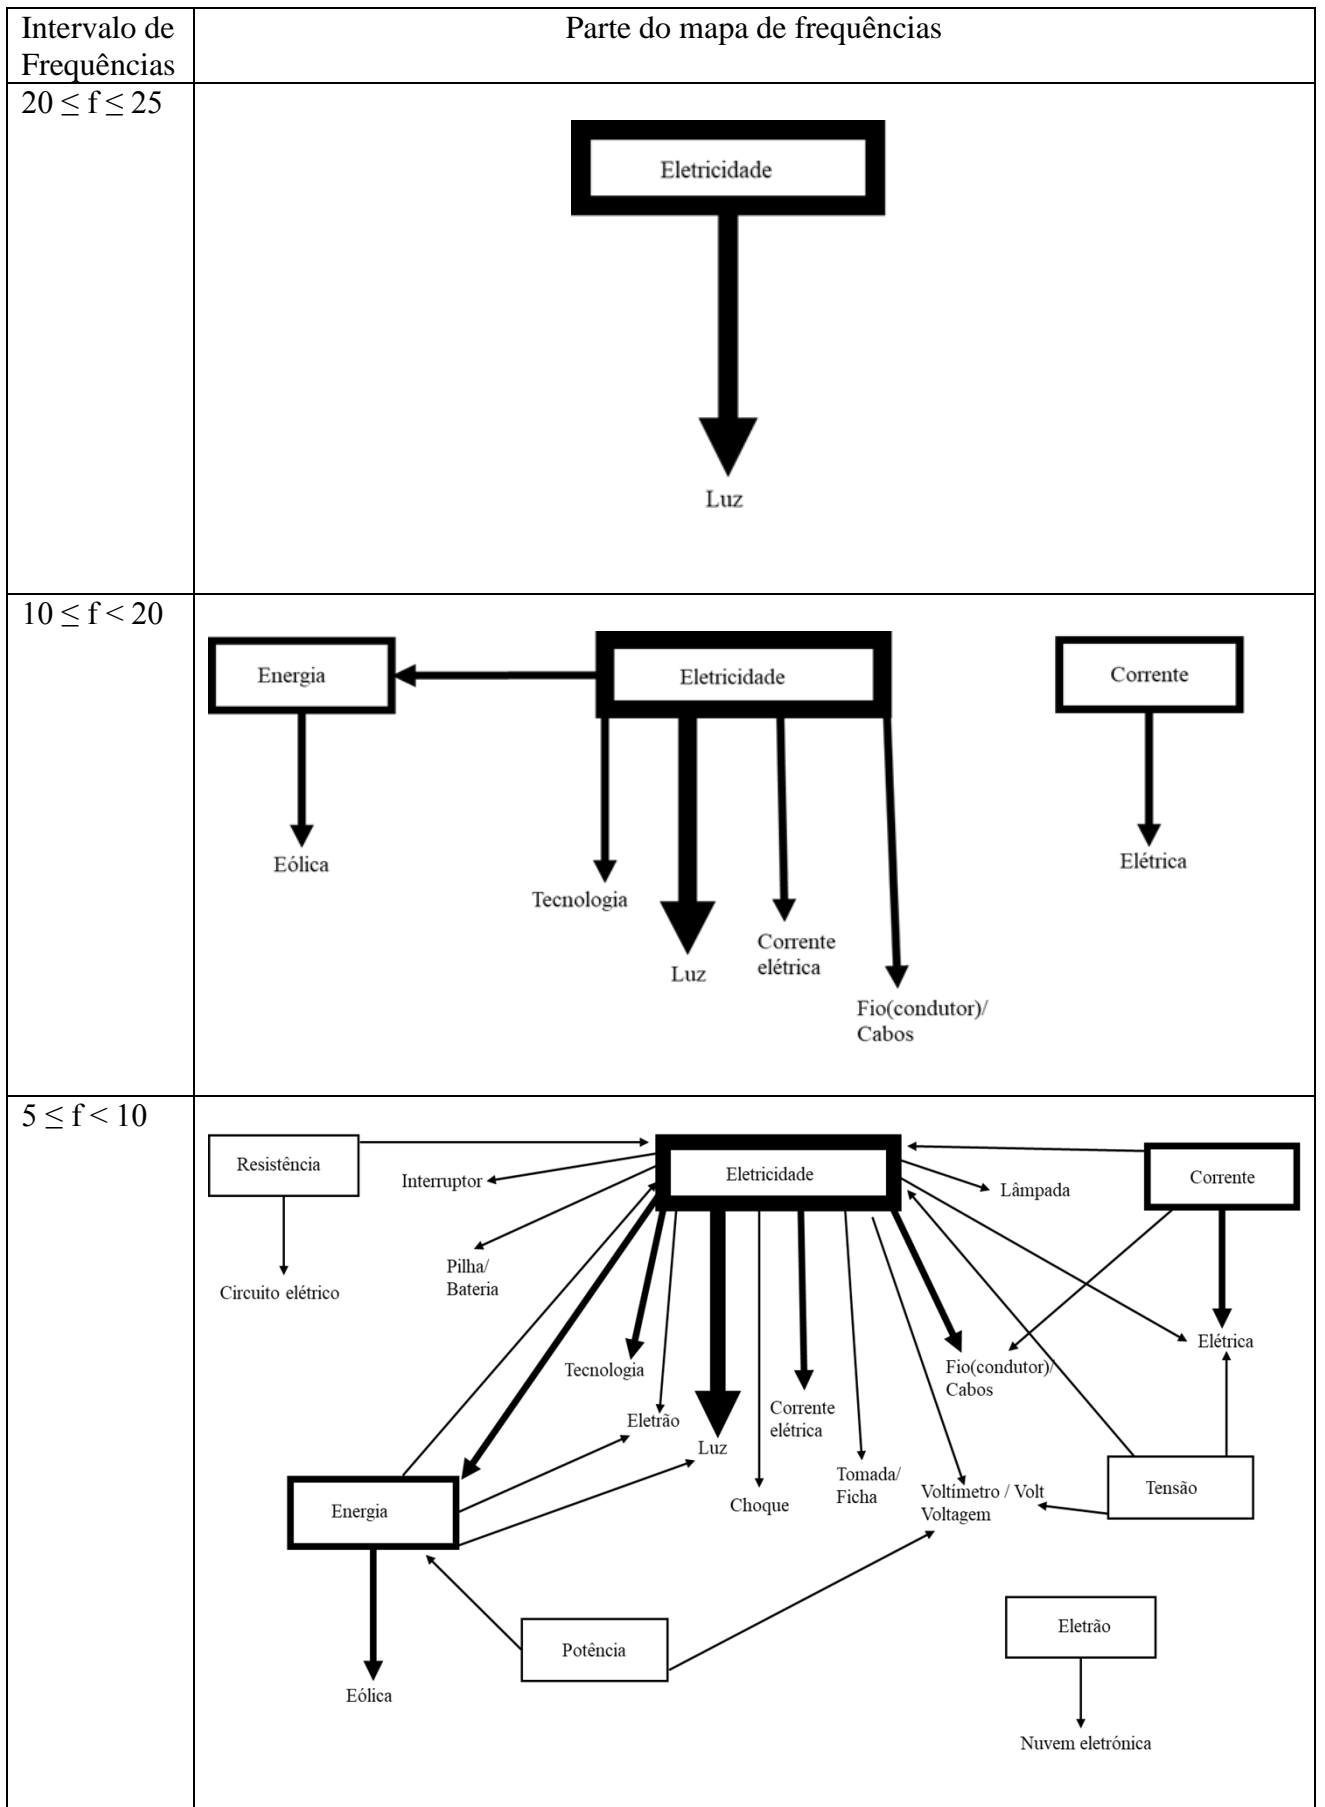 Intervalo de
Frequências
Parte do mapa de frequências
20 ≤ f ≤ 25
Eletricidade
Luz
10 ≤ f < 20
Energia
Eletricidade
Corrente
Eólica
Tecnologia
Luz
Corrente
elétrica
Fio(condutor)/
Cabos
Elétrica
5 ≤ f < 10
Resistência
Interruptor
Eletricidade
Lâmpada
Corrente
Circuito elétrico
Pilha/
Bateria
Tecnologia
Eletrão
Luz
Corrente
elétrica
Fio(condutor)/
Cabos
Elétrica
Choque
Tomada/
Ficha
Voltímetro / Volt
Voltagem
Tensão
Energia
Eólica
Potência
Eletrão
Nuvem eletrónica